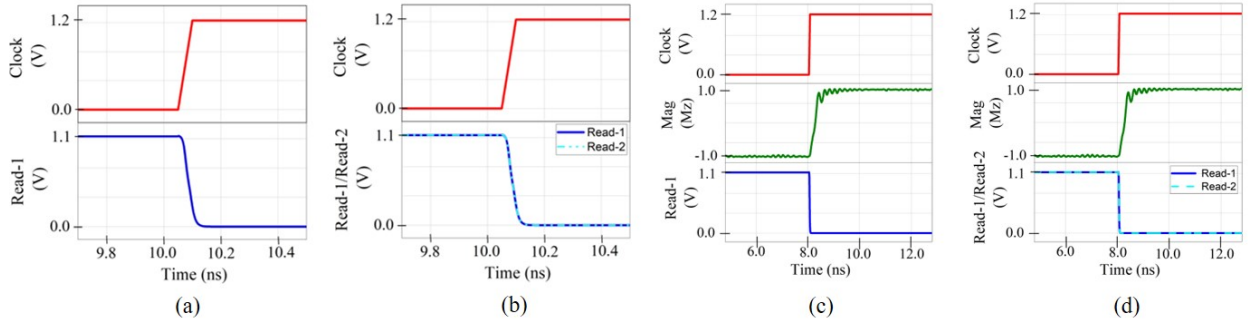 1.2
Clock
(V)
0.0
1.1
Read-1
(V)
0.0
9.8 10.0 10.2 10.4
Time (ns)
(a)
1.2
Clock
(V)
0.0
Read-1
Read-2
1.1
Read-1/Read-2
(V)
0.0
9.8 10.0 10.2 10.4
Time (ns)
(b)
1.2
Clock
(V)
0.0
1.0
Mag
(Mz)
-1.0
1.1
Read-1
(V)
0.0
6.0 8.0 10.0 12.0
Time (ns)
(c)
1.2
Clock
(V)
0.0
1.0
Mag
(Mz)
-1.0
Read-1
Read-2
1.1
Read-1/Read-2
(V)
0.0
6.0 8.0 10.0 12.0
Time (ns)
(d)